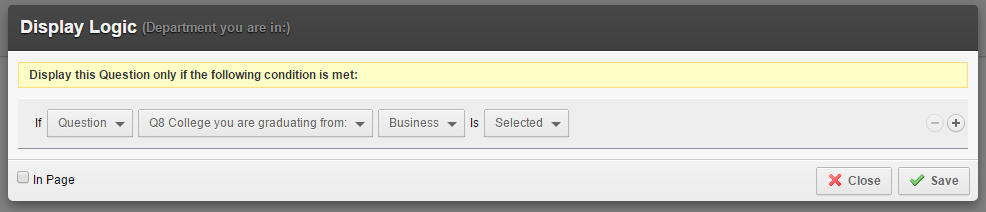 Display Logic (Department you are in:)
Display this Question only if the following condition is met:
If Question Q8 College you are graduating from: Business Is Selected
In Page Close Save